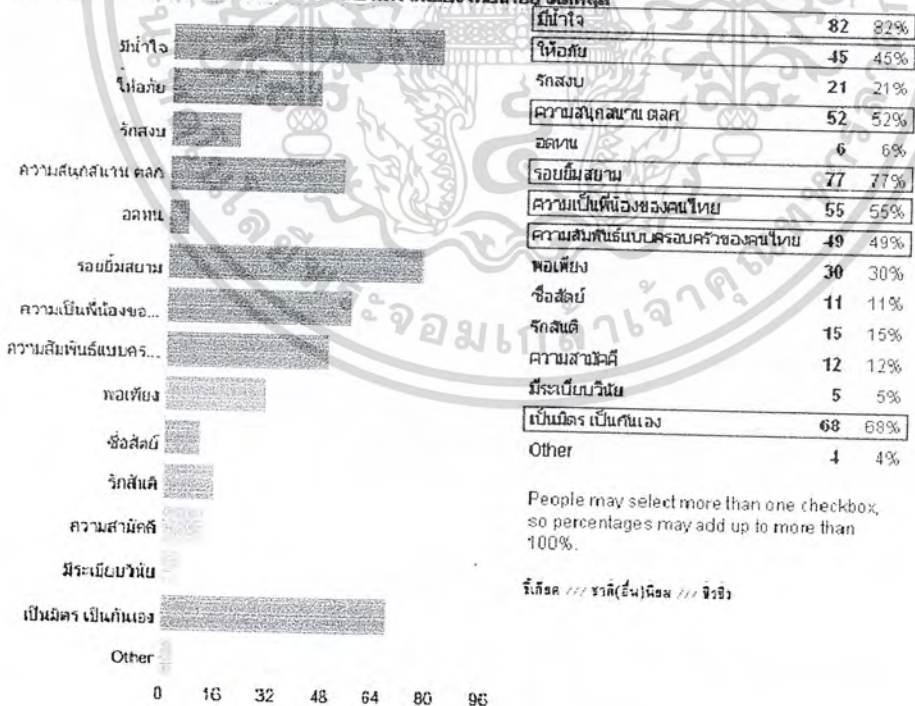 มีน้ำใจ
ให้อภัย
รักสงบ
ความสนุกสนาน ตลก
อดทน
รอยยิ้มสยาม
ความเป็นพี่น้องขอ...
ความสัมพันธ์แบบคร...
พอเพียง
ซื่อสัตย์
รักสันติ
ความสามัคคี
มีระเบียบวินัย
เป็นมิตร เป็นกันเอง
Other
0 16 32 48 64 80 96
มีน้ำใจ 82 82%
ให้อภัย 45 45%
รักสงบ 21 21%
ความสนุกสนาน ตลก 52 52%
อดทน 6 6%
รอยยิ้มสยาม 77 77%
ความเป็นพี่น้องของคนไทย 55 55%
ความสัมพันธ์แบบครอบครัวของคนไทย 49 49%
พอเพียง 30 30%
ซื่อสัตย์ 11 11%
รักสันติ 15 15%
ความสามัคคี 12 12%
มีระเบียบวินัย 5 5%
เป็นมิตร เป็นกันเอง 68 68%
Other 4 4%
People may select more than one checkbox,
so percentages may add up to more than
100%.
ขี้เกียจ /// ชาติ(อื่น)นิยม ///